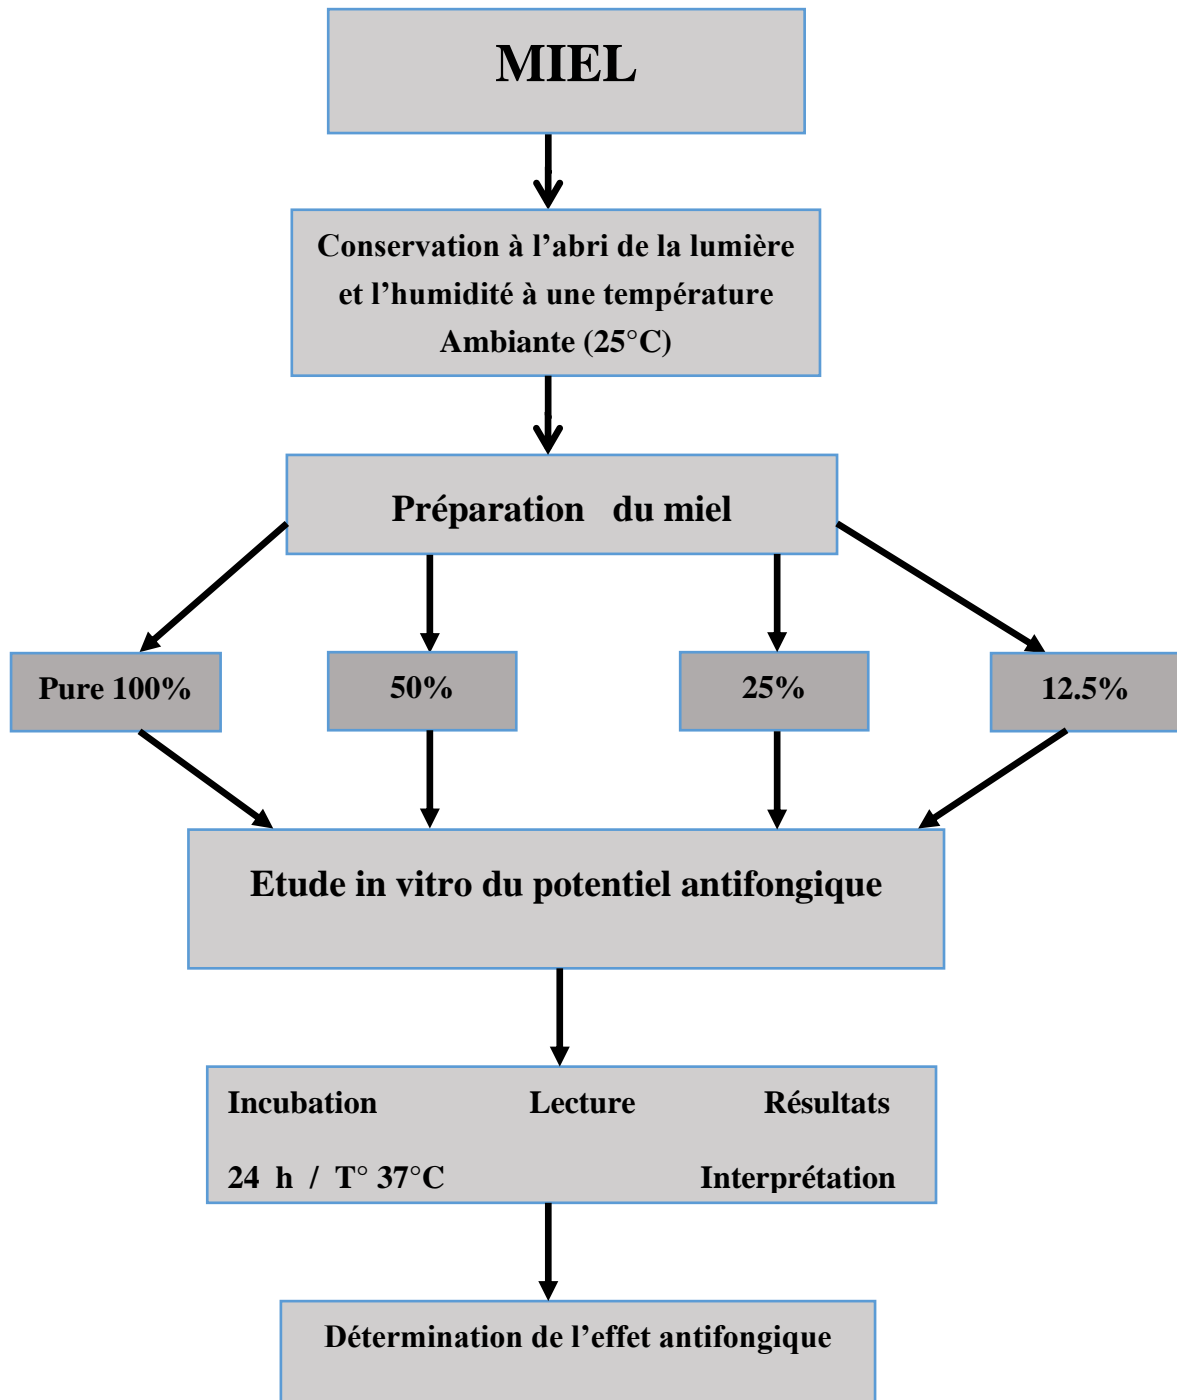 MIEL
Conservation à l’abri de la lumière
et l’humidité à une température
Ambiante (25°C)
Préparation du miel
Pure 100% 50% 25% 12.5%
Etude in vitro du potentiel antifongique
Incubation Lecture Résultats
24 h / T° 37°C Interprétation
Détermination de l’effet antifongique